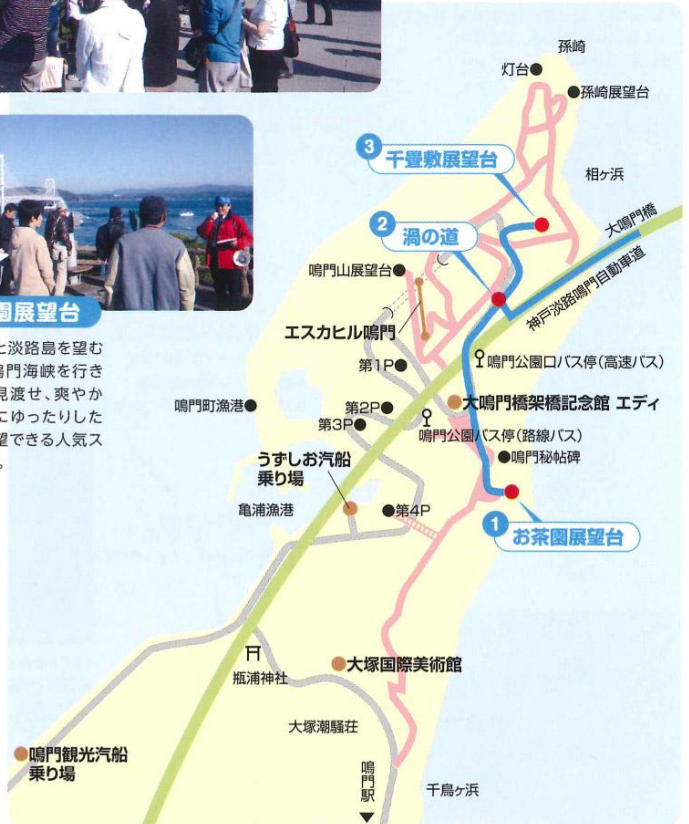 園展望台
と淡路島を望む
鳴門海峡を行き
見渡せ、爽やか
にゆったりした
望できる人気ス
。
孫崎
灯台
孫崎展望台
3 千畳敷展望台
相ヶ浜
2 渦の道
大鳴門橋
鳴門山展望台
神戸淡路鳴門自動車道
エスカヒル鳴門
鳴門公園口バス停(高速バス)
第1P
大鳴門橋架橋記念館 エディ
鳴門町漁港
第2P
第3P
鳴門公園バス停(路線バス)
鳴門秘帖碑
うずしお汽船
乗り場
亀浦漁港
第4P
1 お茶園展望台
瓶浦神社
大塚国際美術館
大塚潮騒荘
鳴門観光汽船
乗り場
鳴門駅
千鳥ヶ浜